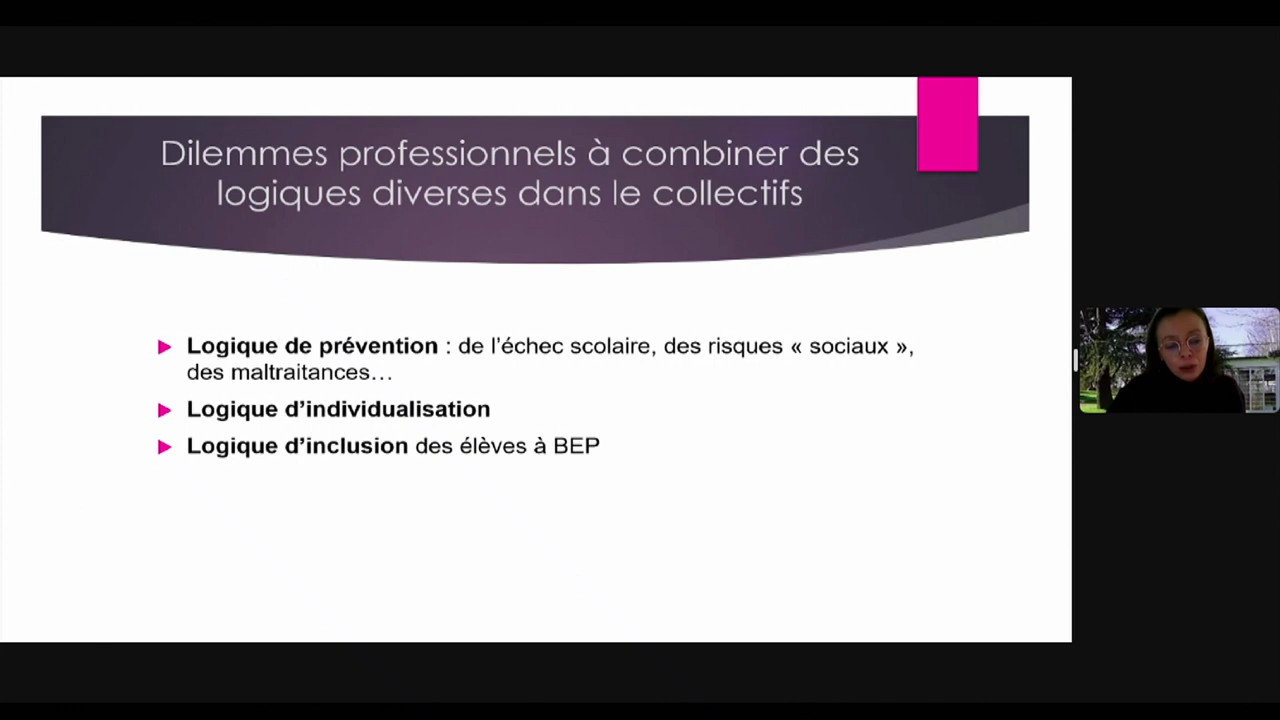 Dilemmes professionnels à combiner des
logiques diverses dans le collectifs
Logique de prévention : de l’échec scolaire, des risques « sociaux »,
des maltraitances…
Logique d’individualisation
Logique d’inclusion des élèves à BEP